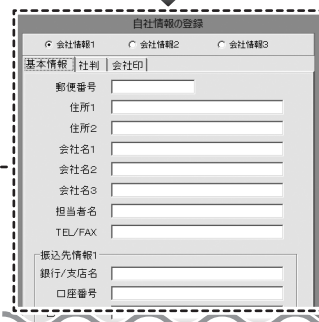 自社情報の登録
会社情報1 会社情報2 会社情報3
基本情報 社判 会社印
郵便番号
住所1
住所2
会社名1
会社名2
会社名3
担当者名
TEL/FAX
振込先情報1
銀行/支店名
口座番号